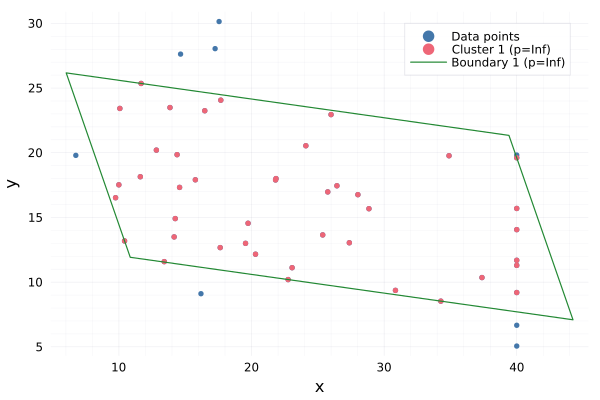 30
25
20
15
10
5
10 20 30 40
x
y
Data points
Cluster 1 (p=Inf)
Boundary 1 (p=Inf)